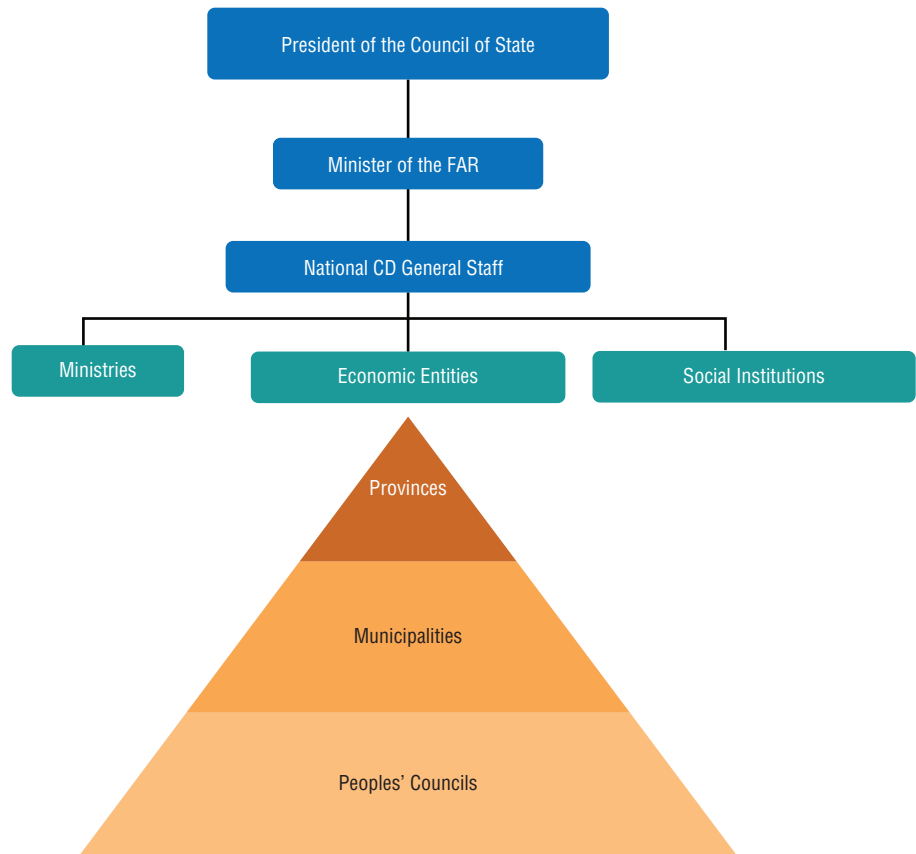 President of the Council of State
Minister of the FAR
National CD General Staff
Ministries
Economic Entities
Social Institutions
Provinces
Municipalities
Peoples’ Councils